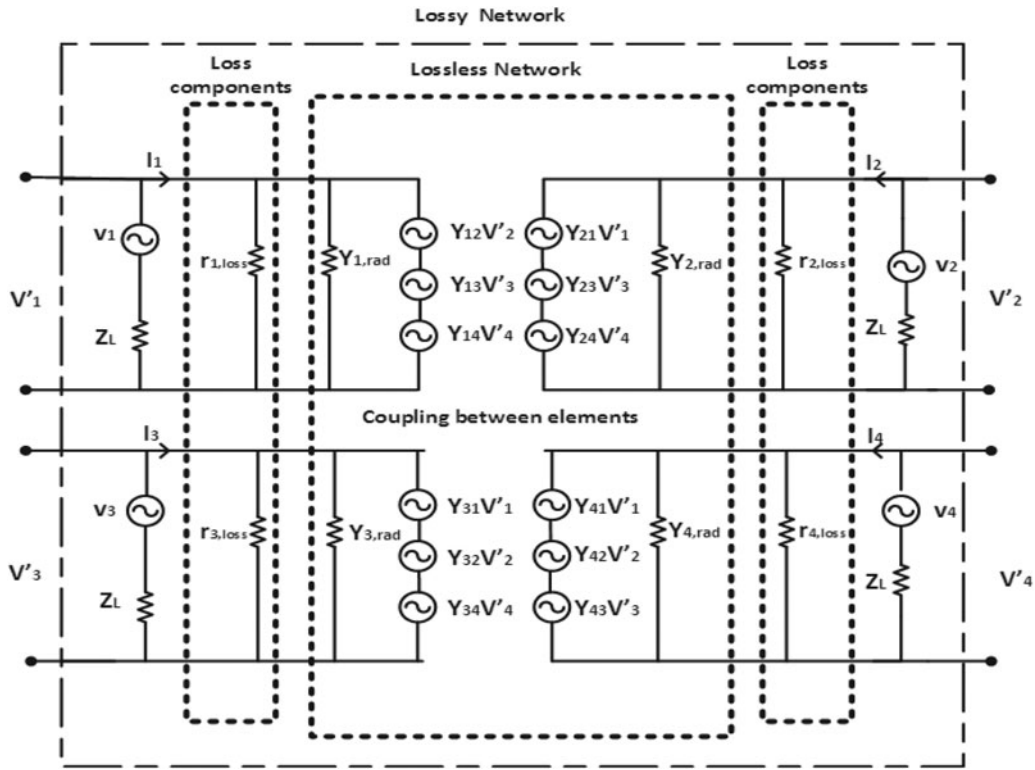 Lossy Network
Loss components
Lossless Network
Loss components
I1
I2
v1
r1,loss
Y1,rad
Y12V'2
Y13V'3
Y14V'4
Y21V'1
Y23V'3
Y24V'4
Y2,rad
r2,loss
v2
V'1
ZL
ZL
V'2
Coupling between elements
I3
I4
v3
r3,loss
Y3,rad
Y31V'1
Y32V'2
Y34V'4
Y41V'1
Y42V'2
Y43V'3
Y4,rad
r4,loss
v4
V'3
ZL
ZL
V'4